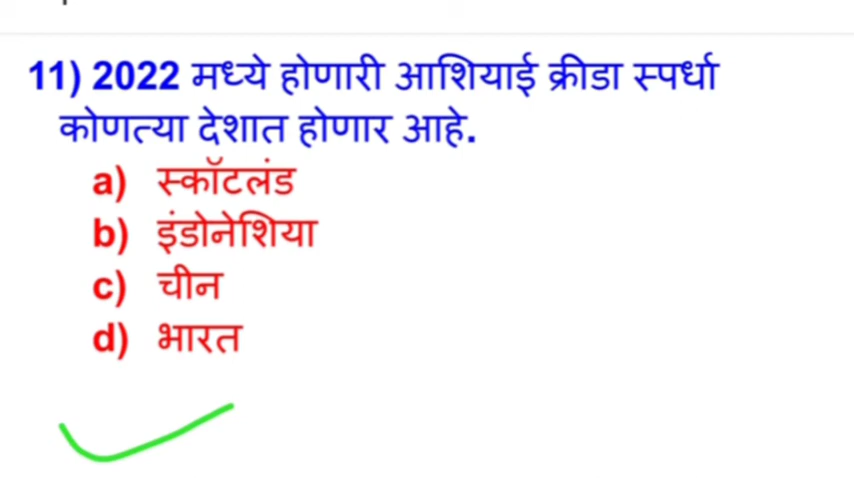 11) 2022 मध्ये होणारी आशियाई क्रीडा स्पर्धा
कोणत्या देशात होणार आहे.
a) स्कॉटलंड
b) इंडोनेशिया
c) चीन
d) भारत